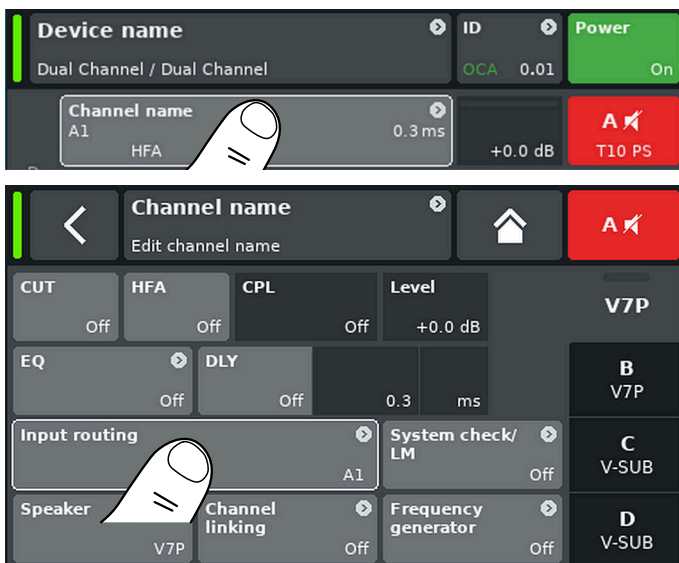 Device name
Dual Channel / Dual Channel
ID
OCA 0.01
Power
On
Channel name
A1
0.3 ms
HFA
+0.0 dB
A
T10 PS
Channel name
Edit channel name
A
CUT
Off
HFA
Off
CPL
Off
Level
+0.0 dB
V7P
EQ
Off
DLY
Off
0.3 ms
B
V7P
Input routing
A1
System check/
LM
Off
C
V-SUB
Speaker
V7P
Channel
linking
Off
Frequency
generator
Off
D
V-SUB